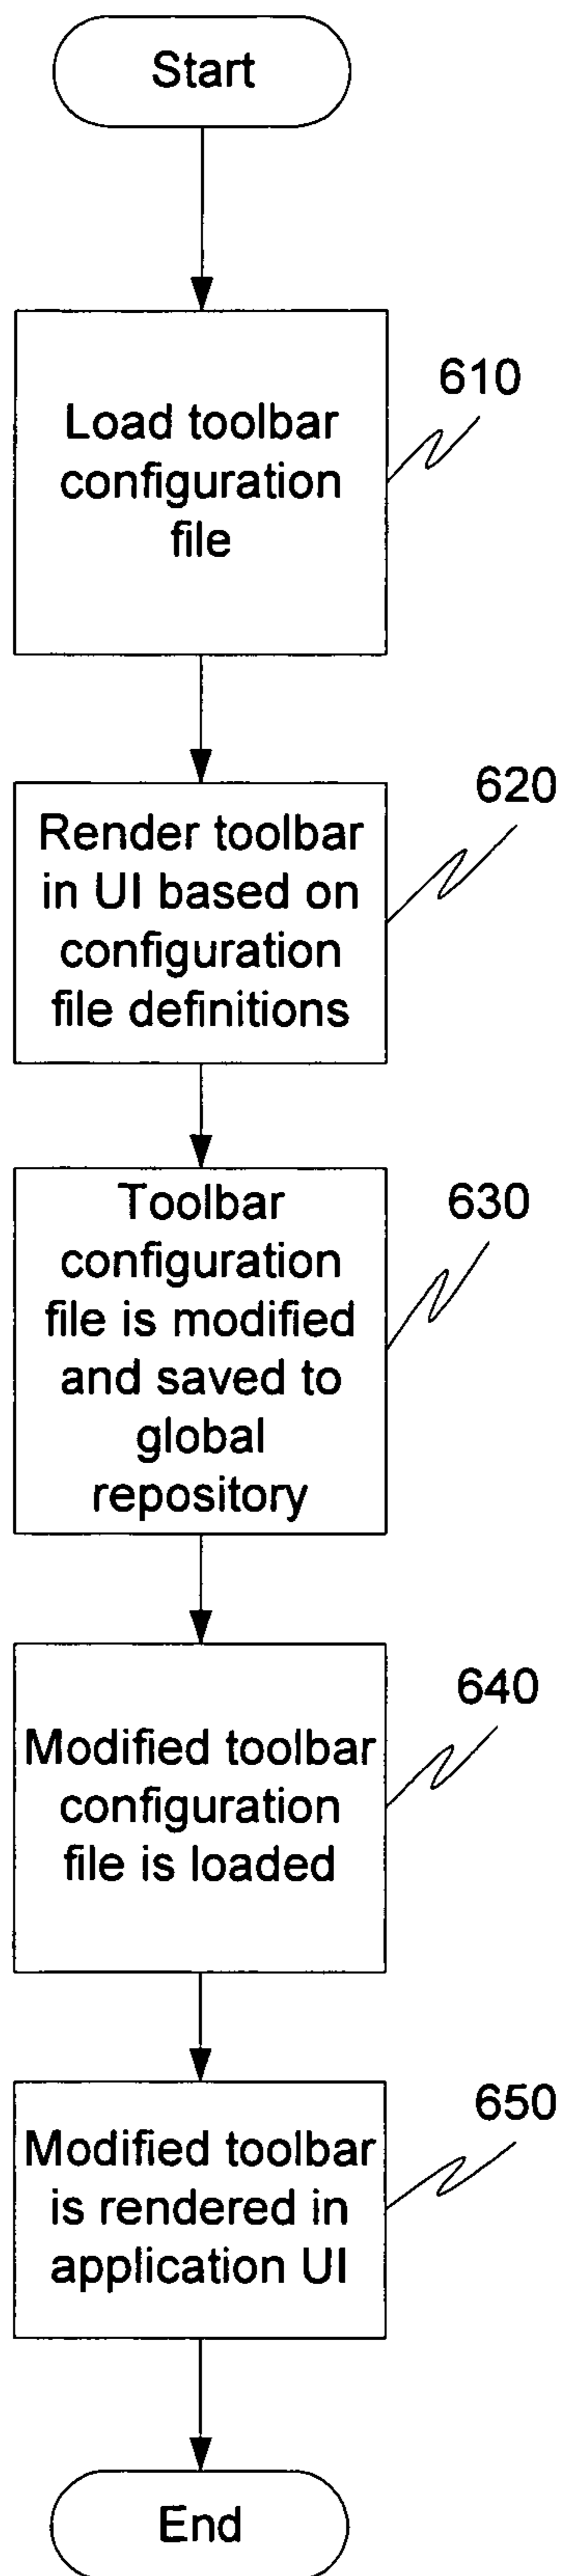 Start
Load toolbar
configuration
file
610
Render toolbar
in UI based on
configuration
file definitions
620
Toolbar
configuration
file is modified
and saved to
global
repository
630
Modified toolbar
configuration
file is loaded
640
Modified toolbar
is rendered in
application UI
650
End